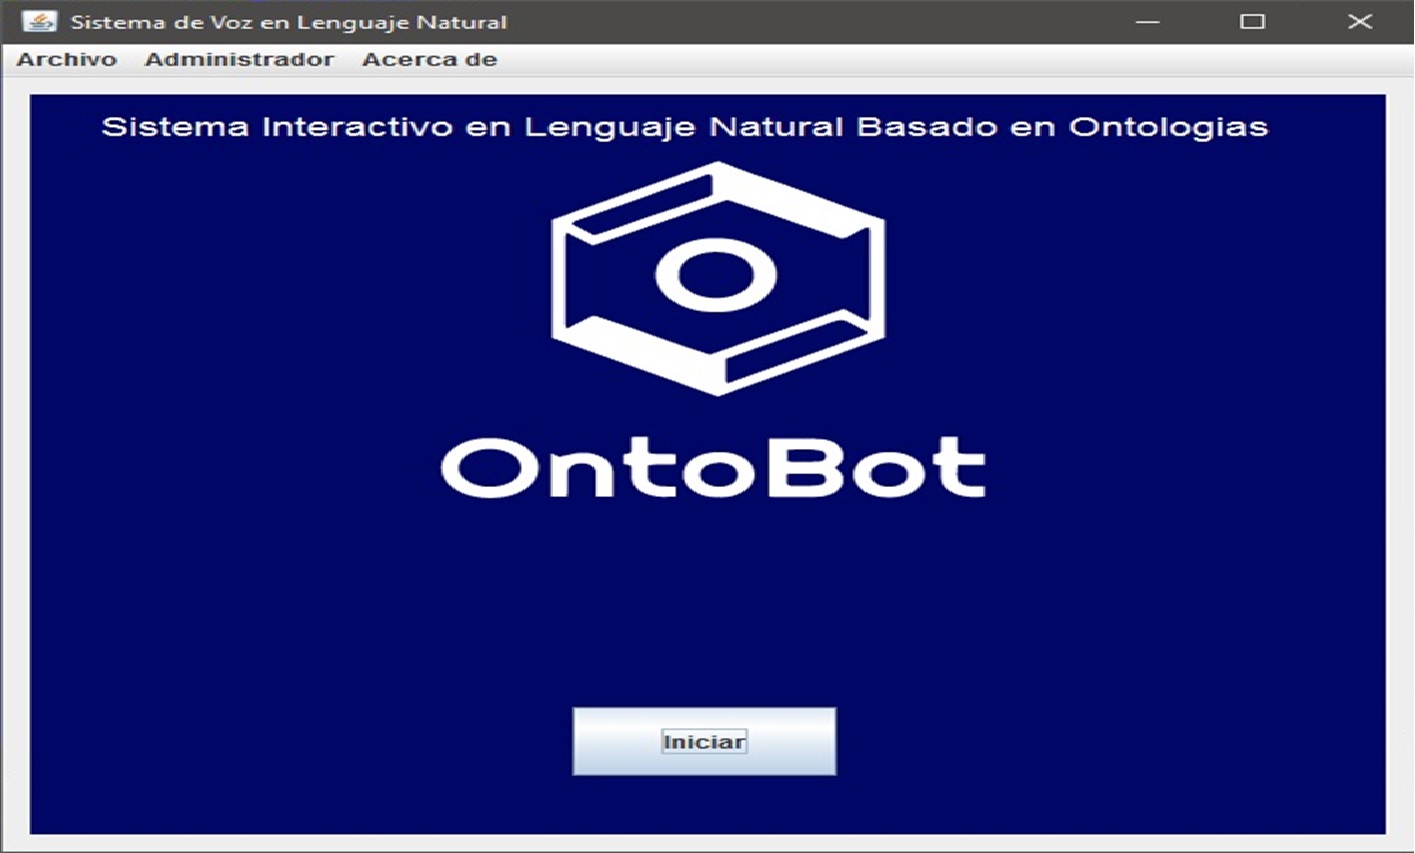 Sistema de Voz en Lenguaje Natural
Archivo Administrador Acerca de
Sistema Interactivo en Lenguaje Natural Basado en Ontologias
O
OntoBot
Iniciar